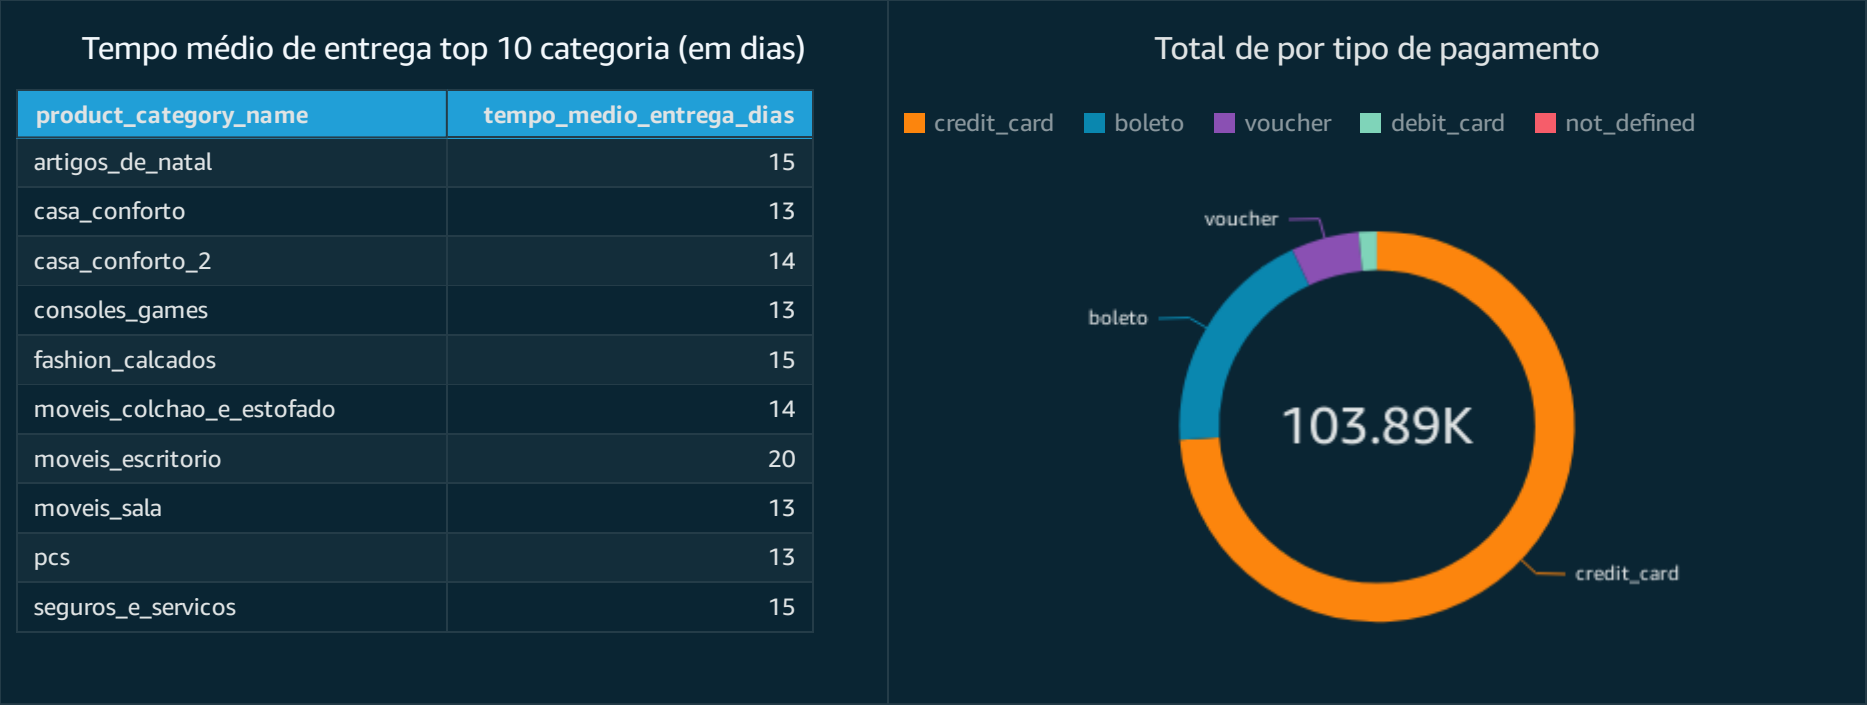 Tempo médio de entrega top 10 categoria (em dias)
product_category_name tempo_medio_entrega_dias
artigos_de_natal 15
casa_conforto 13
casa_conforto_2 14
consoles_games 13
fashion_calcados 15
moveis_colchao_e_estofado 14
moveis_escritorio 20
moveis_sala 13
pcs 13
seguros_e_servicos 15
Total de por tipo de pagamento
credit_card boleto voucher debit_card not_defined
voucher
boleto
103.89K
credit_card